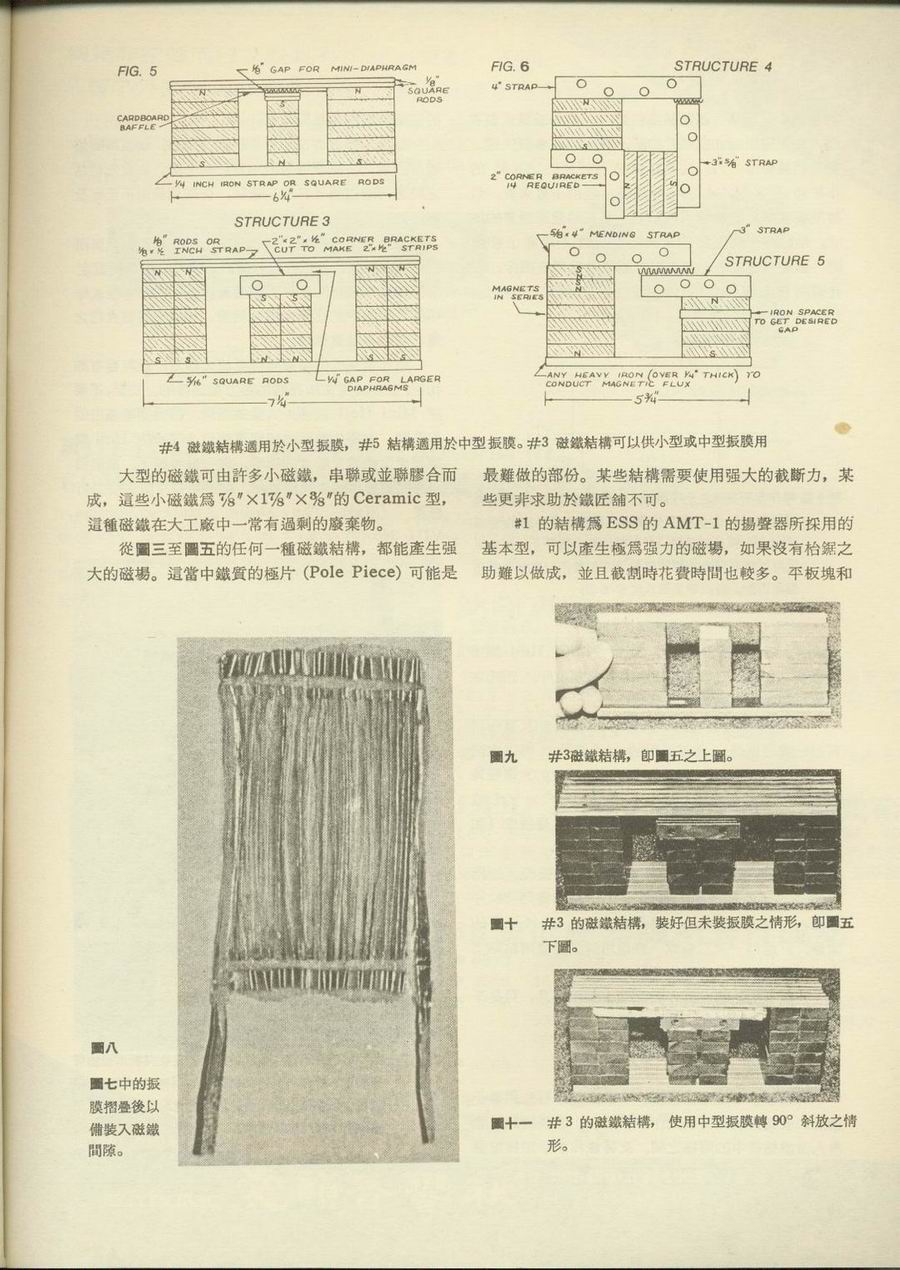 FIG. 5
1/8" GAP FOR MINI-DIAPHRAGM
1/8"
SQUARE
RODS
CARDBOARD
BAFFLE
N
S
N
S
N
S
1/4 INCH IRON STRAP OR SQUARE RODS
6 1/4"
STRUCTURE 3
1/8" RODS OR
1/8 x 1/2 INCH STRAP
2" x 2" x 1/2" CORNER BRACKETS
CUT TO MAKE 2" x 1/2" STRIPS
N N
S S
N N
S S
N N
S S
5/16" SQUARE RODS
1/4" GAP FOR LARGER
DIAPHRAGMS
7 1/4"
FIG. 6
STRUCTURE 4
4" STRAP
N
S
2" CORNER BRACKETS
14 REQUIRED
N
S
3" x 5/8" STRAP
5/8" x 4" MENDING STRAP
3" STRAP
STRUCTURE 5
MAGNETS
IN SERIES
S
N
S
N
N
N
S
IRON SPACER
TO GET DESIRED
GAP
ANY HEAVY IRON (OVER 1/4" THICK) TO
CONDUCT MAGNETIC FLUX
5 3/4"
#4 磁鐵結構適用於小型振膜，#5 結構適用於中型振膜。#3 磁鐵結構可以供小型或中型振膜用
大型的磁鐵可由許多小磁鐵，串聯或並聯膠合而
成，這些小磁鐵爲 7/8"×1 7/8"×3/8"的 Ceramic 型，
這種磁鐵在大工廠中一常有過剩的廢棄物。
從圖三至圖五的任何一種磁鐵結構，都能產生强
大的磁場。這當中鐵質的極片 (Pole Piece) 可能是
最難做的部份。某些結構需要使用强大的截斷力，某
些更非求助於鐵匠舖不可。
#1 的結構爲 ESS 的 AMT-1 的揚聲器所採用的
基本型，可以產生極爲强力的磁場，如果沒有枱鋸之
助難以做成，並且截割時花費時間也較多。平板塊和
圖八
圖七中的振
膜摺疊後以
備裝入磁鐵
間隙。
圖九 #3磁鐵結構，卽圖五之上圖。
圖十 #3 的磁鐵結構，裝好但未裝振膜之情形，卽圖五
下圖。
圖十一 #3 的磁鐵結構，使用中型振膜轉 90° 斜放之情
形。